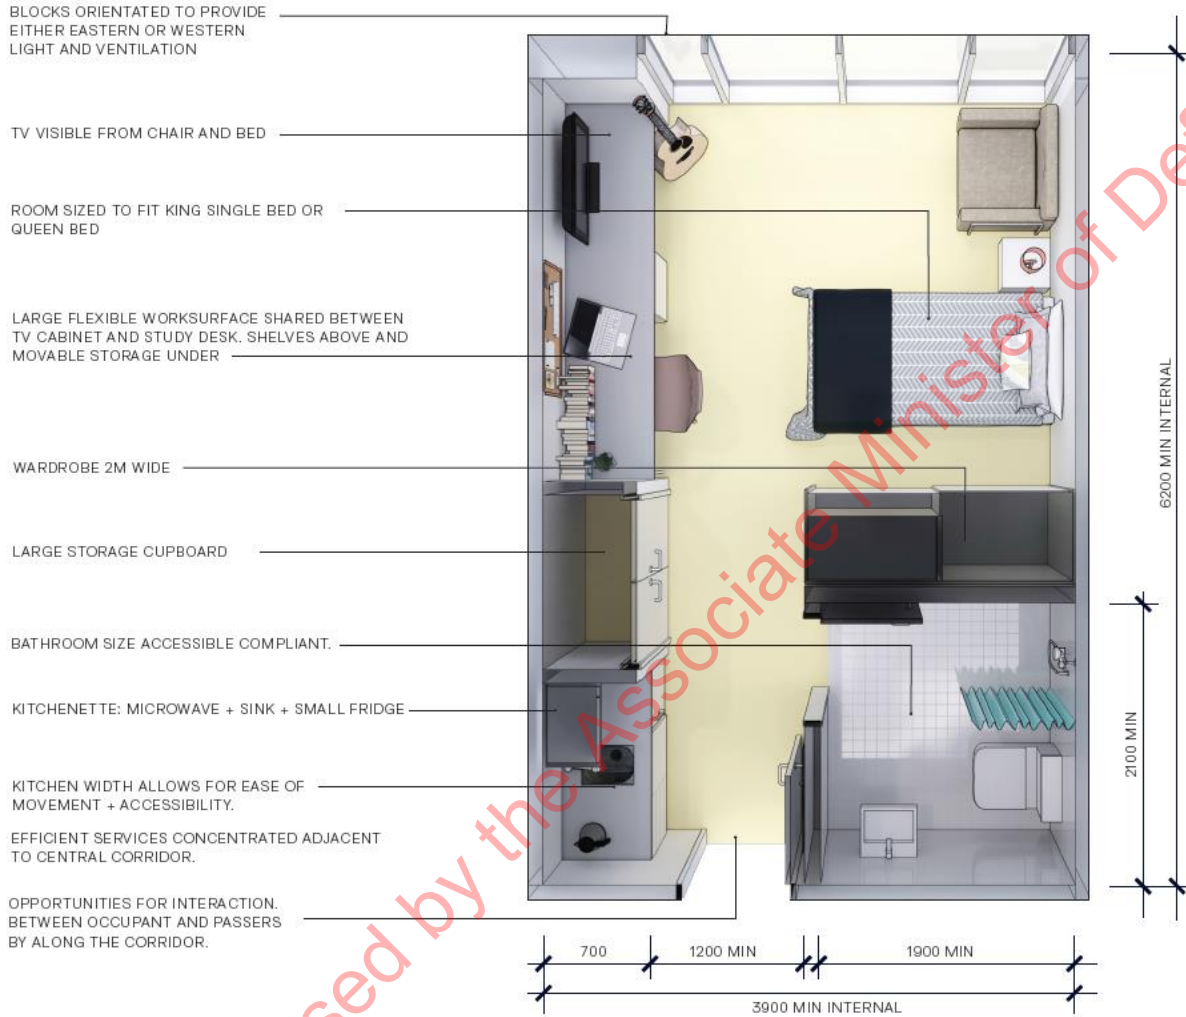 BLOCKS ORIENTATED TO PROVIDE
EITHER EASTERN OR WESTERN
LIGHT AND VENTILATION
TV VISIBLE FROM CHAIR AND BED
ROOM SIZED TO FIT KING SINGLE BED OR
QUEEN BED
LARGE FLEXIBLE WORKSURFACE SHARED BETWEEN
TV CABINET AND STUDY DESK. SHELVES ABOVE AND
MOVABLE STORAGE UNDER
WARDROBE 2M WIDE
LARGE STORAGE CUPBOARD
BATHROOM SIZE ACCESSIBLE COMPLIANT.
KITCHENETTE: MICROWAVE + SINK + SMALL FRIDGE
KITCHEN WIDTH ALLOWS FOR EASE OF
MOVEMENT + ACCESSIBILITY.
EFFICIENT SERVICES CONCENTRATED ADJACENT
TO CENTRAL CORRIDOR.
OPPORTUNITIES FOR INTERACTION.
BETWEEN OCCUPANT AND PASSERS
BY ALONG THE CORRIDOR.
6200 MIN INTERNAL
2100 MIN
700
1200 MIN
1900 MIN
3900 MIN INTERNAL
sed by the Associate Minister of De